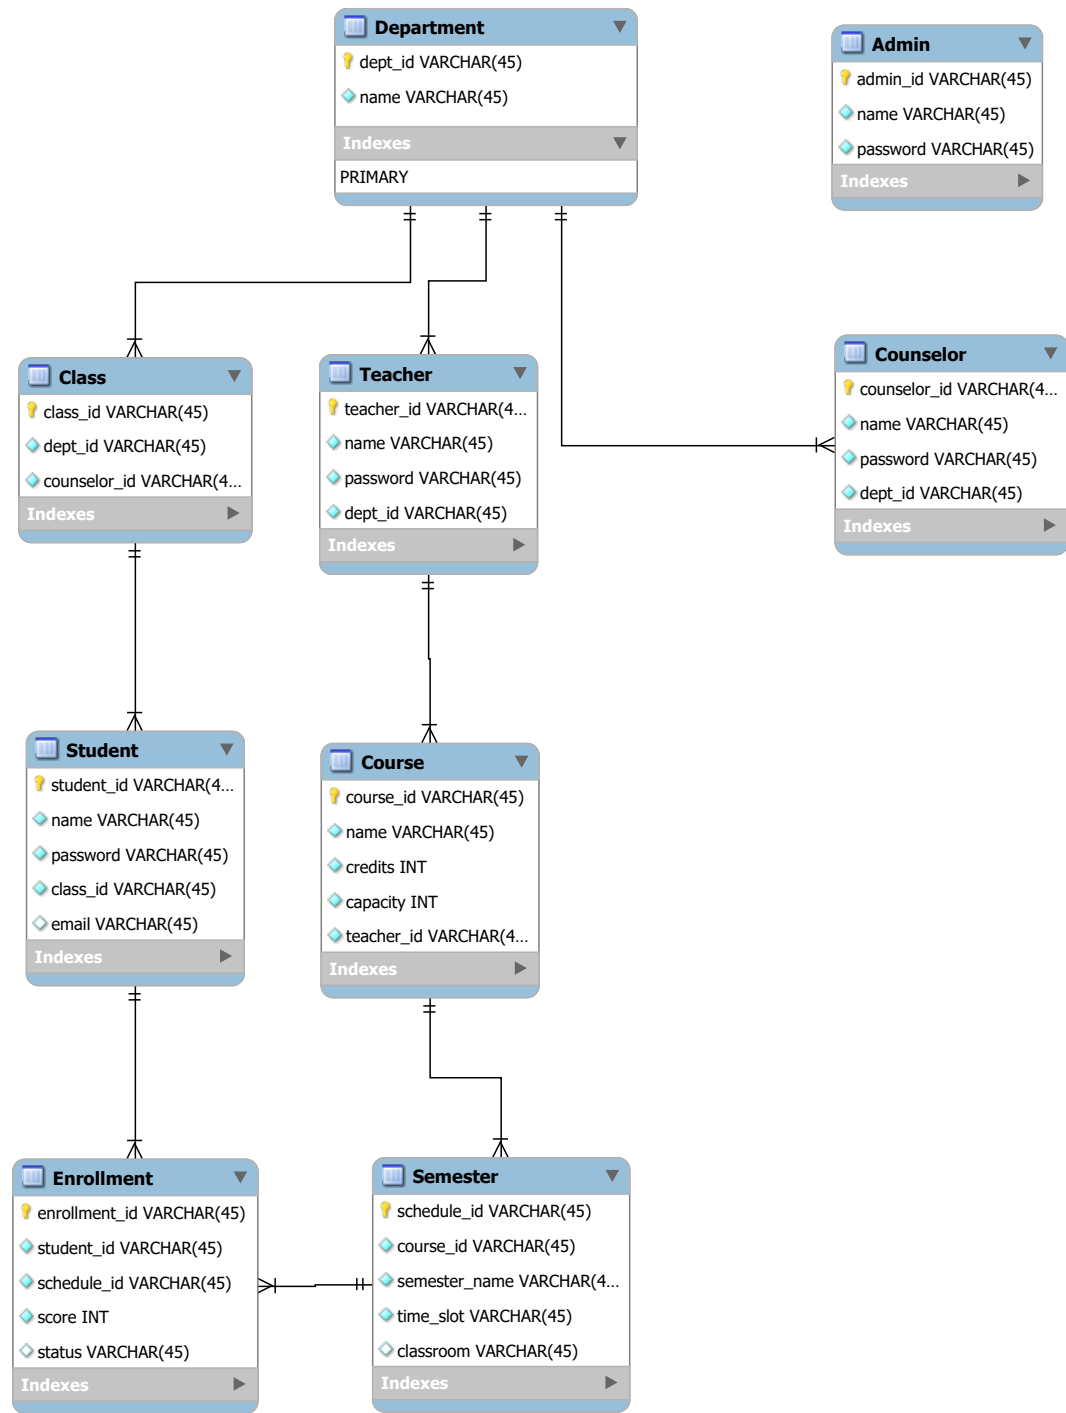 Department
dept_id VARCHAR(45)
name VARCHAR(45)
Indexes
PRIMARY
Admin
admin_id VARCHAR(45)
name VARCHAR(45)
password VARCHAR(45)
Indexes
Class
class_id VARCHAR(45)
dept_id VARCHAR(45)
counselor_id VARCHAR(4...
Indexes
Teacher
teacher_id VARCHAR(4...
name VARCHAR(45)
password VARCHAR(45)
dept_id VARCHAR(45)
Indexes
Counselor
counselor_id VARCHAR(4...
name VARCHAR(45)
password VARCHAR(45)
dept_id VARCHAR(45)
Indexes
Student
student_id VARCHAR(4...
name VARCHAR(45)
password VARCHAR(45)
class_id VARCHAR(45)
email VARCHAR(45)
Indexes
Course
course_id VARCHAR(45)
name VARCHAR(45)
credits INT
capacity INT
teacher_id VARCHAR(4...
Indexes
Enrollment
enrollment_id VARCHAR(45)
student_id VARCHAR(45)
schedule_id VARCHAR(45)
score INT
status VARCHAR(45)
Indexes
Semester
schedule_id VARCHAR(45)
course_id VARCHAR(45)
semester_name VARCHAR(4...
time_slot VARCHAR(45)
classroom VARCHAR(45)
Indexes